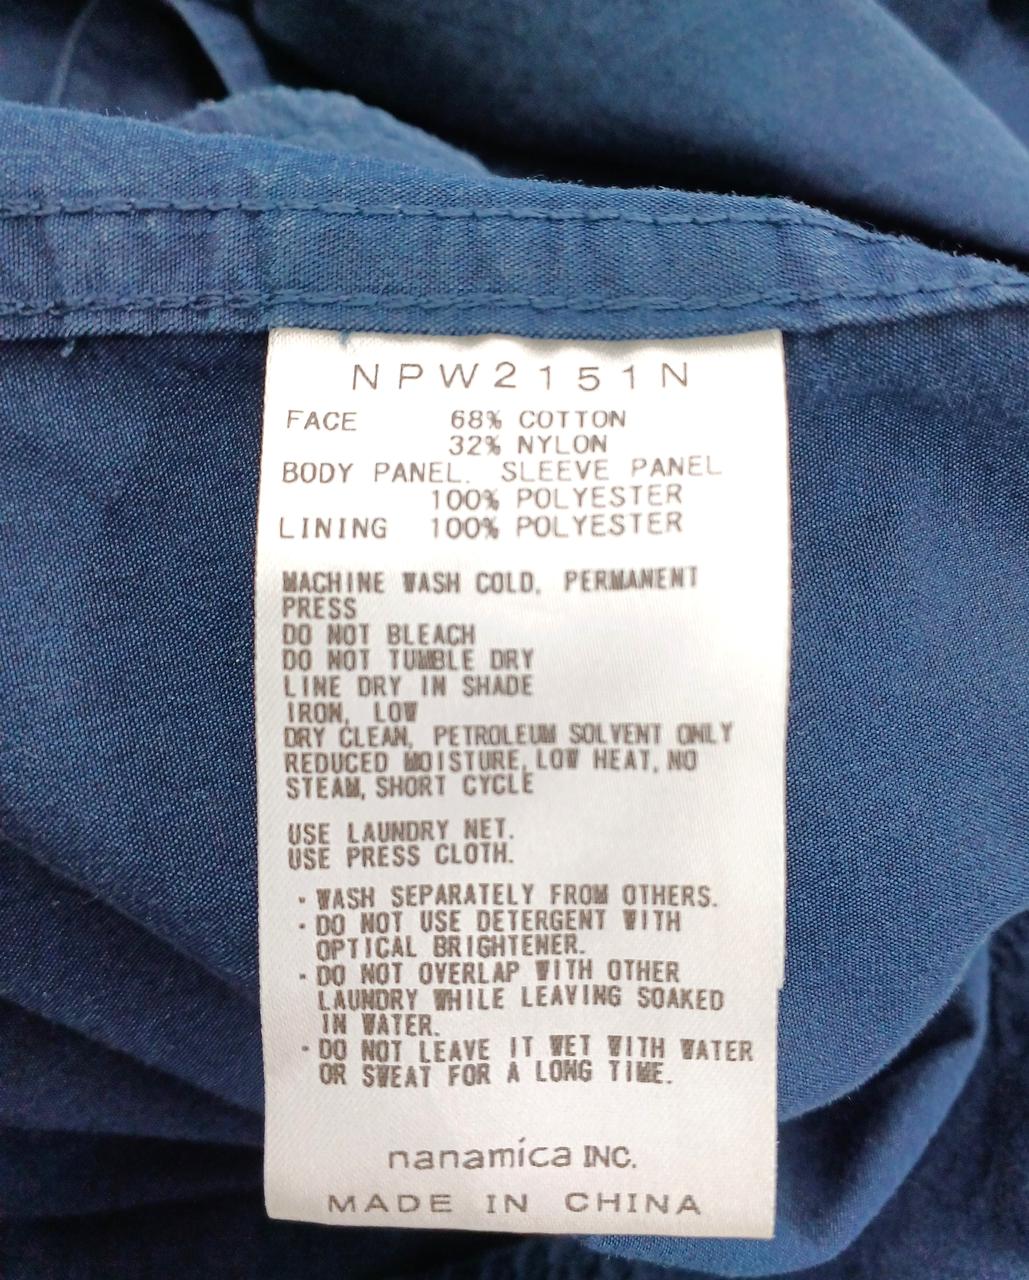 NPW2151N
FACE 68% COTTON
32% NYLON
BODY PANEL. SLEEVE PANEL
100% POLYESTER
LINING 100% POLYESTER
MACHINE WASH COLD, PERMANENT
PRESS
DO NOT BLEACH
DO NOT TUMBLE DRY
LINE DRY IN SHADE
IRON, LOW
DRY CLEAN, PETROLEUM SOLVENT ONLY
REDUCED MOISTURE, LOW HEAT, NO
STEAM, SHORT CYCLE
USE LAUNDRY NET.
USE PRESS CLOTH.
・WASH SEPARATELY FROM OTHERS.
・DO NOT USE DETERGENT WITH
OPTICAL BRIGHTENER.
・DO NOT OVERLAP WITH OTHER
LAUNDRY WHILE LEAVING SOAKED
IN WATER.
・DO NOT LEAVE IT WET WITH WATER
OR SWEAT FOR A LONG TIME.
nanamíca INC.
MADE IN CHINA